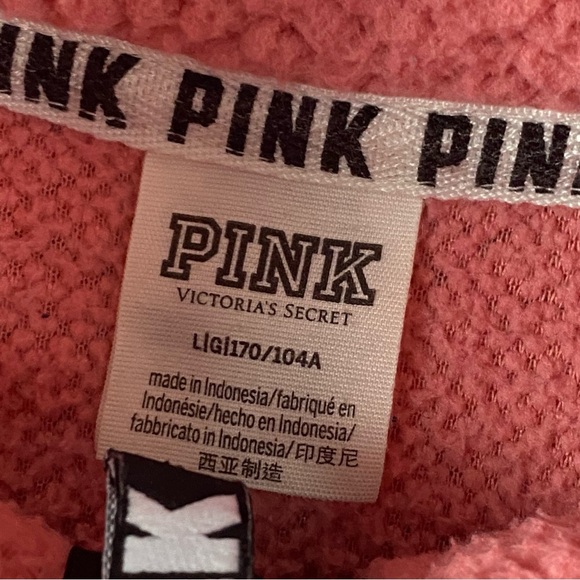 INK PINK PIN
PINK
VICTORIA'S SECRET
L|G|170/104A
made in Indonesia/fabriqué en
Indonésie/hecho en Indonesia/
fabbricato in Indonesia/印度尼
西亚制造
K